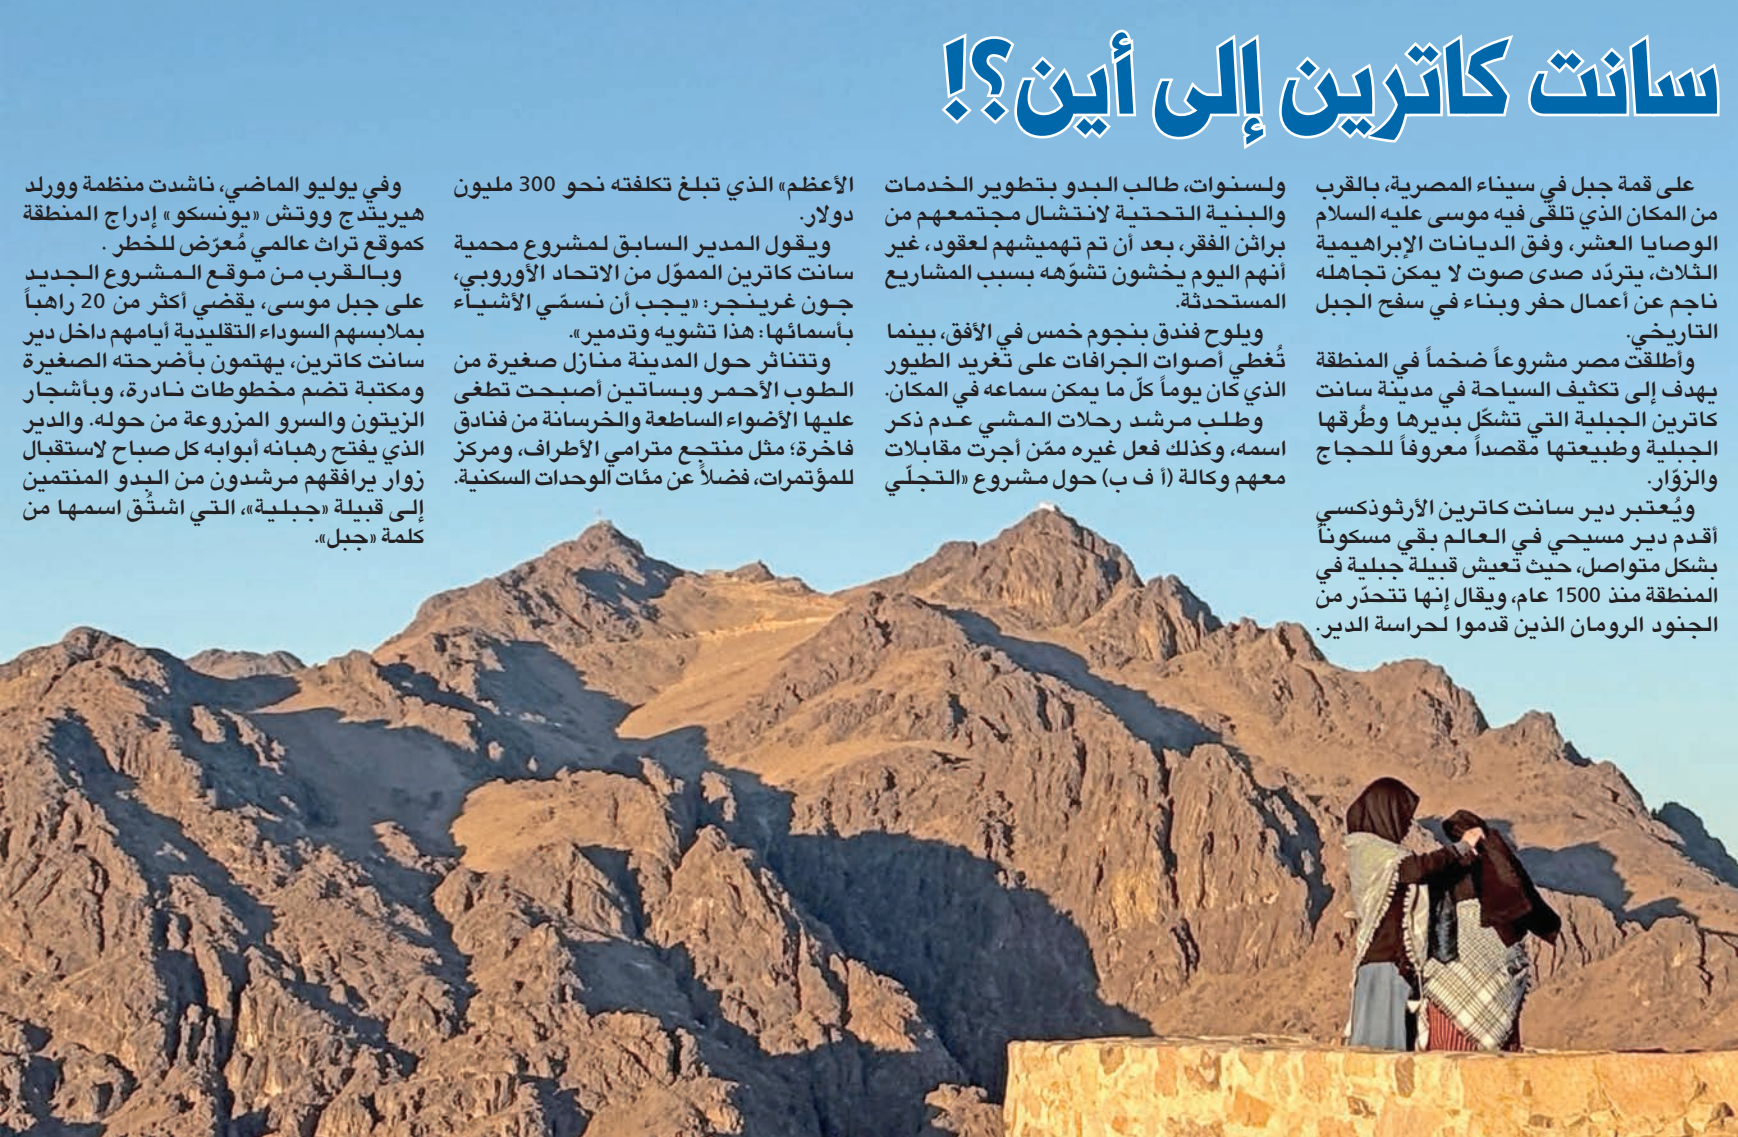 سانت كاترين إلى أين؟!
على قمة جبل في سيناء المصرية، بالقرب
من المكان الذي تلقّى فيه موسى عليه السلام
الوصايا العشر، وفق الديانات الإبراهيمية
الثلاث، يتردّد صدى صوت لا يمكن تجاهله
ناجم عن أعمال حفر وبناء في سفح الجبل
التاريخي.
وأطلقت مصر مشروعاً ضخماً في المنطقة
يهدف إلى تكثيف السياحة في مدينة سانت
كاترين الجبلية التي تشكّل بديرها وطُرقها
الجبلية وطبيعتها مقصداً معروفاً للحجاج
والزوّار.
ويُعتبر دير سانت كاترين الأرثوذكسي
أقدم دير مسيحي في العالم بقي مسكوناً
بشكل متواصل، حيث تعيش قبيلة جبلية في
المنطقة منذ 1500 عام، ويقال إنها تتحدّر من
الجنود الرومان الذين قدموا لحراسة الدير.
ولسنوات، طالب البدو بتطوير الخدمات
والبنية التحتية لانتشال مجتمعهم من
براثن الفقر، بعد أن تم تهميشهم لعقود، غير
أنهم اليوم يخشون تشوّهه بسبب المشاريع
المستحدثة.
ويلوح فندق بنجوم خمس في الأفق، بينما
تُغطي أصوات الجرافات على تغريد الطيور
الذي كان يوماً كلّ ما يمكن سماعه في المكان.
وطلب مرشد رحلات المشي عدم ذكر
اسمه، وكذلك فعل غيره ممّن أجرت مقابلات
معهم وكالة (أ ف ب) حول مشروع «التجلّي
الأعظم» الذي تبلغ تكلفته نحو 300 مليون
دولار.
ويقول المدير السابق لمشروع محمية
سانت كاترين الممّول من الاتحاد الأوروبي،
جون غرينجر: «يجب أن نسمّي الأشياء
بأسمائها: هذا تشويه وتدمير».
وتتناثر حول المدينة منازل صغيرة من
الطوب الأحمر وبساتين أصبحت تطغى
عليها الأضواء الساطعة والخرسانة من فنادق
فاخرة؛ مثل منتجع مترامي الأطراف، ومركز
للمؤتمرات، فضلاً عن مئات الوحدات السكنية.
وفي يوليو الماضي، ناشدت منظمة وورلد
هيريتدج ووتش «يونسكو» إدراج المنطقة
كموقع تراث عالمي مُعرّض للخطر .
وبالقرب من موقع المشروع الجديد
على جبل موسى، يقضي أكثر من 20 راهباً
بملابسهم السوداء التقليدية أيامهم داخل دير
سانت كاترين، يهتمون بأضرحته الصغيرة
ومكتبة تضم مخطوطات نادرة، وبأشجار
الزيتون والسرو المزروعة من حوله. والدير
الذي يفتح رهبانه أبوابه كل صباح لاستقبال
زوار يرافقهم مرشدون من البدو المنتمين
إلى قبيلة «جبلية»، التي اشتُق اسمها من
كلمة «جبل».